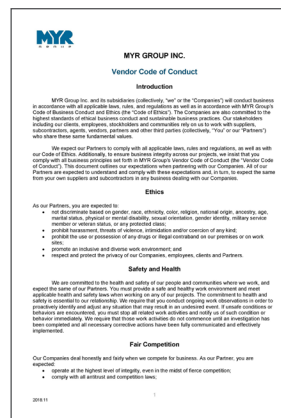 MYR
GROUP
MYR GROUP INC.
Vendor Code of Conduct
Introduction
MYR Group Inc. and its subsidiaries (collectively, "we" or the "Companies") will conduct business
in accordance with all applicable laws, rules, and regulations as well as in accordance with MYR Group's
Code of Business Conduct and Ethics (the "Code of Ethics"). The Companies are also committed to the
highest standards of ethical business conduct and sustainable business practices. Our stakeholders
including our clients, employees, stockholders and communities rely on us to work with suppliers,
subcontractors, agents, vendors, partners and other third parties (collectively, "You" or our "Partners")
who share these same fundamental values.
We expect our Partners to comply with all applicable laws, rules and regulations, as well as with
our Code of Ethics. Additionally, to ensure business integrity across our projects, we insist that you
comply with all business principles set forth in MYR Group's Vendor Code of Conduct (the "Vendor Code
of Conduct"). This document outlines our expectations when partnering with our Companies. All of our
Partners are expected to understand and comply with these expectations and, in turn, to expect the same
from your own suppliers and subcontractors in any business dealing with our Companies.
Ethics
As our Partners, you are expected to:
• not discriminate based on gender, race, ethnicity, color, religion, national origin, ancestry, age,
marital status, physical or mental disability, sexual orientation, gender identity, military service
member or veteran status, or any protected class;
• prohibit harassment, threats of violence, intimidation and/or coercion of any kind;
• prohibit the use or possession of any drugs or illegal contraband on our premises or on work
sites;
• promote an inclusive and diverse work environment; and
• respect and protect the privacy of our Companies, employees, clients and Partners.
Safety and Health
We are committed to the health and safety of our people and communities where we work, and
expect the same of our Partners. You must provide a safe and healthy work environment and meet
applicable health and safety laws when working on any of our projects. The commitment to health and
safety is essential to our relationship. We require that you conduct ongoing work observations in order to
proactively identify and adjust any situation that may result in an undesired event. If unsafe conditions or
behaviors are encountered, you must stop all related work activities and notify us of such condition or
behavior immediately. We require that those work activities do not commence until an investigation has
been completed and all necessary corrective actions have been fully communicated and effectively
implemented.
Fair Competition
Our Companies deal honestly and fairly when we compete for business. As our Partner, you are
expected:
• operate at the highest level of integrity, even in the midst of fierce competition;
• comply with all antitrust and competition laws;
1
2018 11